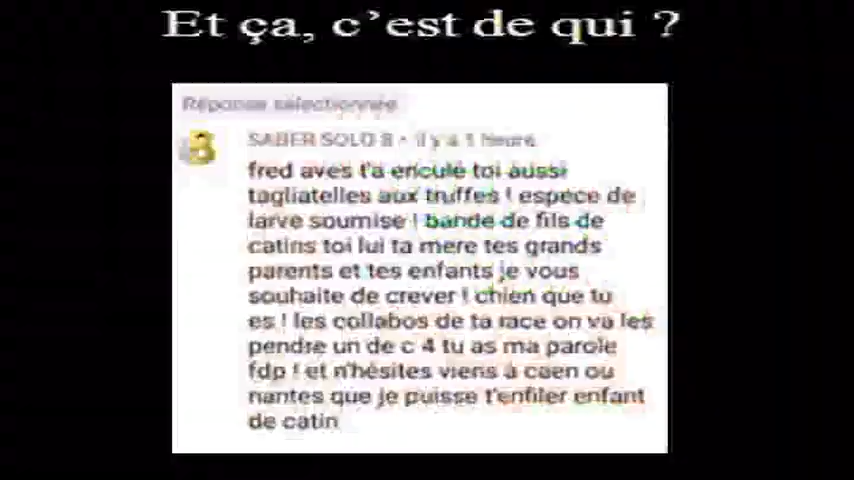 Et ça, c’est de qui ?
Réponse sélectionnée
SABER SOLO 8 • il y a 1 heure
fred aves t'a enculé toi aussi
tagliatelles aux truffes ! espece de
larve soumise ! bande de fils de
catins toi lui ta mere tes grands
parents et tes enfants je vous
souhaite de crever ! chien que tu
es ! les collabos de ta race on va les
pendre un de c 4 tu as ma parole
fdp ! et n'hésites viens à caen ou
nantes que je puisse t'enfiler enfant
de catin